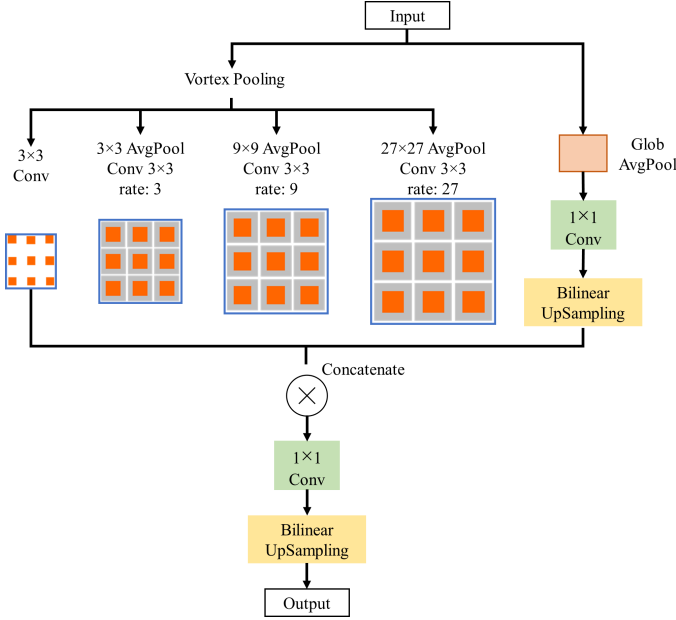 Input
Vortex Pooling
3×3
Conv
3×3 AvgPool
Conv 3×3
rate: 3
9×9 AvgPool
Conv 3×3
rate: 9
27×27 AvgPool
Conv 3×3
rate: 27
Glob
AvgPool
1×1
Conv
Bilinear
UpSampling
Concatenate
1×1
Conv
Bilinear
UpSampling
Output